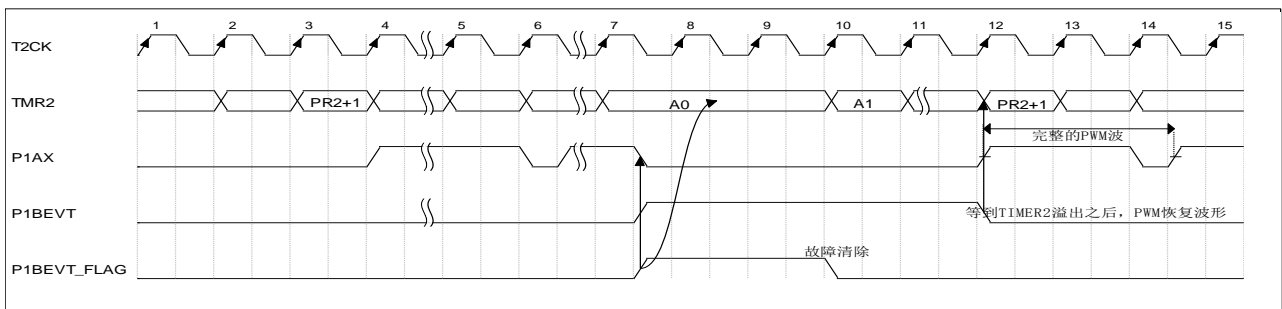 1 2 3 4 5 6 7 8 9 10 11 12 13 14 15
T2CK
TMR2 PR2+1 A0 A1 PR2+1
完整的PWM波
P1AX
P1BEVT
等到TIMER2溢出之后，PWM恢复波形
故障清除
P1BEVT_FLAG